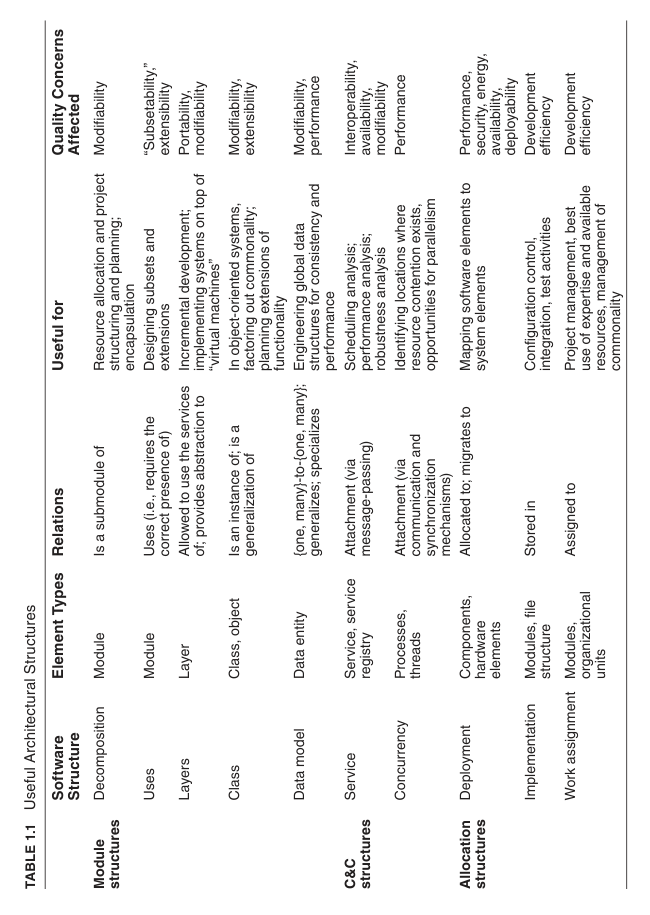 TABLE 1.1 Useful Architectural Structures
Software Structure | Element Types | Relations | Useful for | Quality Concerns Affected
Module structures | Decomposition | Module | Is a submodule of | Resource allocation and project structuring and planning; encapsulation | Modifiability
Uses | Module | Uses (i.e., requires the correct presence of) | Designing subsets and extensions | “Subsetability,” extensibility
Layers | Layer | Allowed to use the services of; provides abstraction to | Incremental development; implementing systems on top of “virtual machines” | Portability, modifiability
Class | Class, object | Is an instance of; is a generalization of | In object-oriented systems, factoring out commonality; planning extensions of functionality | Modifiability, extensibility
Data model | Data entity | {one, many}-to-{one, many}; generalizes; specializes | Engineering global data structures for consistency and performance | Modifiability, performance
C&C structures | Service | Service, service registry | Attachment (via message-passing) | Scheduling analysis; performance analysis; robustness analysis | Interoperability, availability, modifiability
Concurrency | Processes, threads | Attachment (via communication and synchronization mechanisms) | Identifying locations where resource contention exists, opportunities for parallelism | Performance
Allocation structures | Deployment | Components, hardware elements | Allocated to; migrates to | Mapping software elements to system elements | Performance, security, energy, availability, deployability
Implementation | Modules, file structure | Stored in | Configuration control, integration, test activities | Development efficiency
Work assignment | Modules, organizational units | Assigned to | Project management, best use of expertise and available resources, management of commonality | Development efficiency